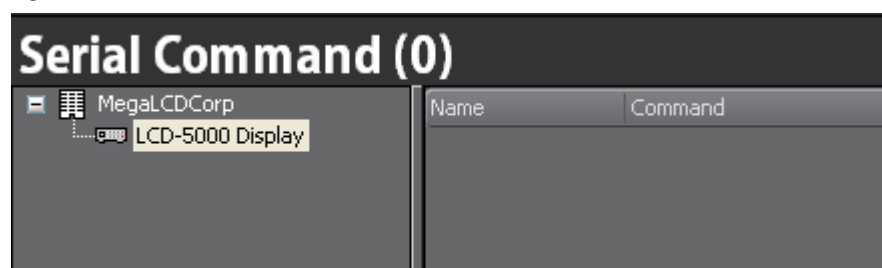 Serial Command (0)
MegaLCDCorp
LCD-5000 Display
Name Command